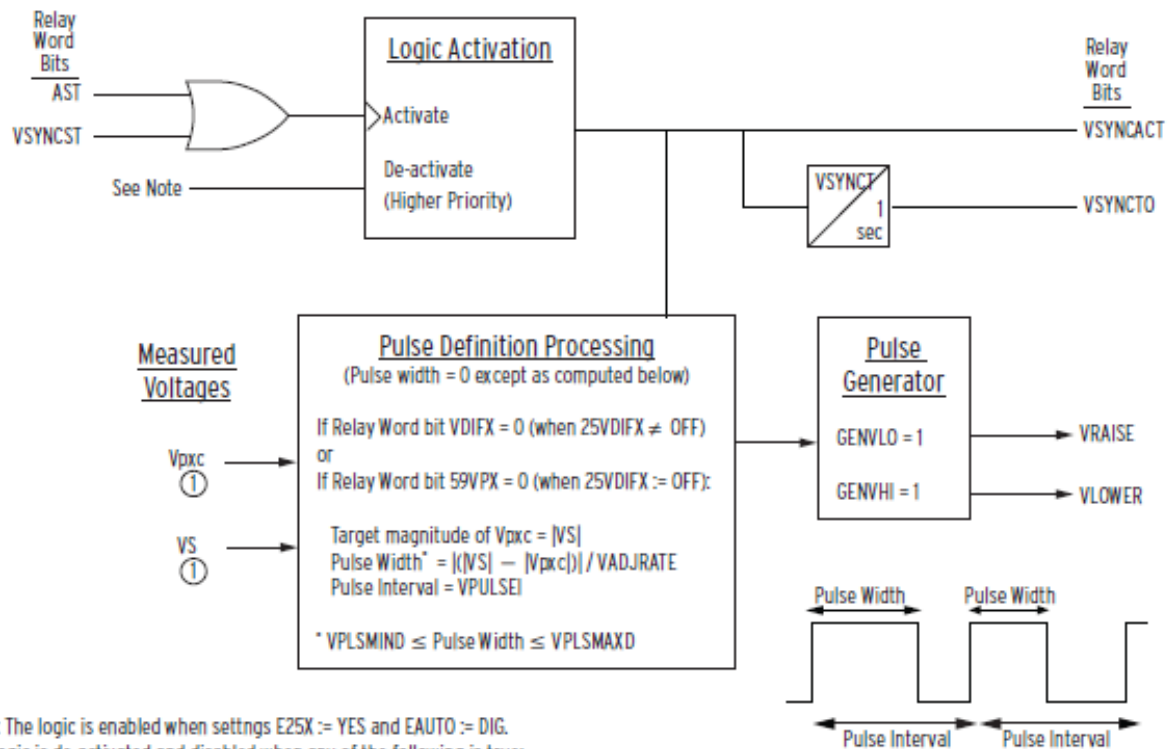 Relay
Word
Bits
AST
VSYNCST
See Note
Logic Activation
Activate
De-activate
(Higher Priority)
Relay
Word
Bits
VSYNCACT
VSYNCT
1
sec
VSYNCTO
Measured
Voltages
Vpxc
1
VS
1
Pulse Definition Processing
(Pulse width = 0 except as computed below)
If Relay Word bit VDIFX = 0 (when 25VDIFX ≠ OFF)
or
If Relay Word bit 59VPX = 0 (when 25VDIFX := OFF):
Target magnitude of Vpxc = |VS|
Pulse Width* = |(|VS| – |Vpxc|)| / VADJRATE
Pulse Interval = VPULSEI
* VPLSMIND ≤ Pulse Width ≤ VPLSMAXD
Pulse
Generator
GENVLO = 1
GENVHI = 1
VRAISE
VLOWER
Pulse Width Pulse Width
Pulse Interval Pulse Interval
: The logic is enabled when settngs E25X := YES and EAUTO := DIG.